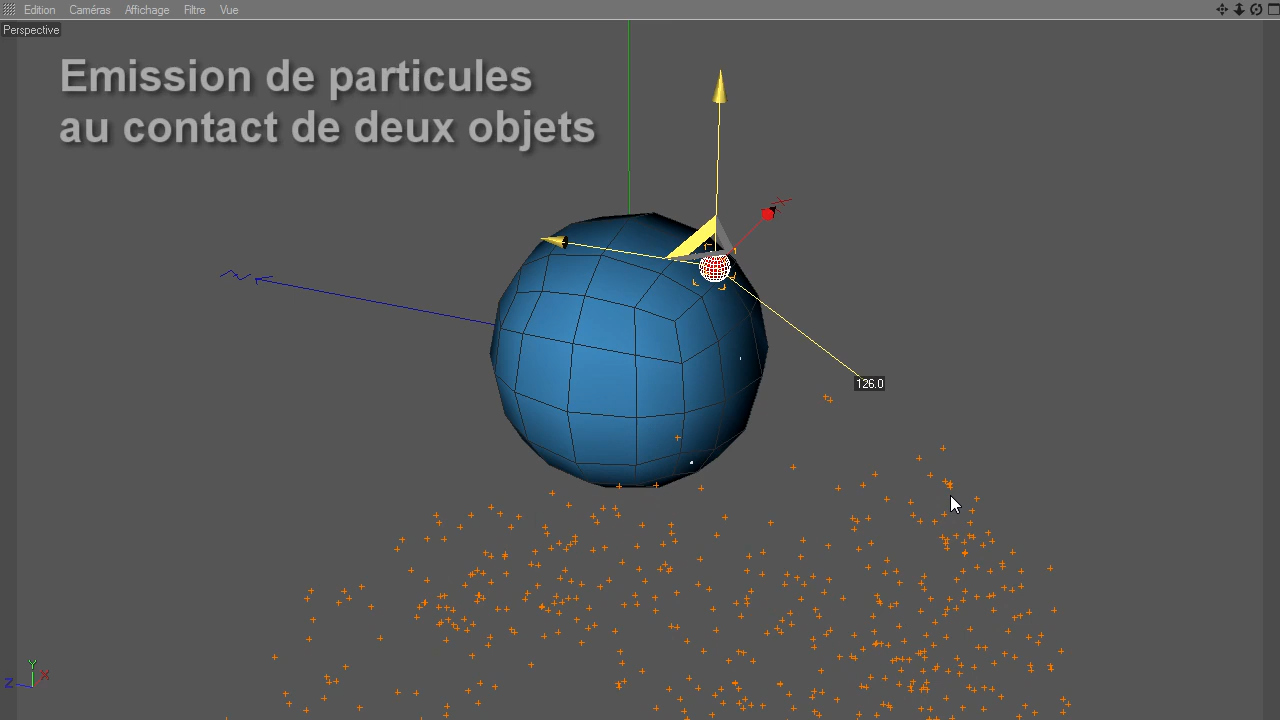 Edition Caméras Affichage Filtre Vue
Perspective
Emission de particules
au contact de deux objets
X
126.0
Y
Z X